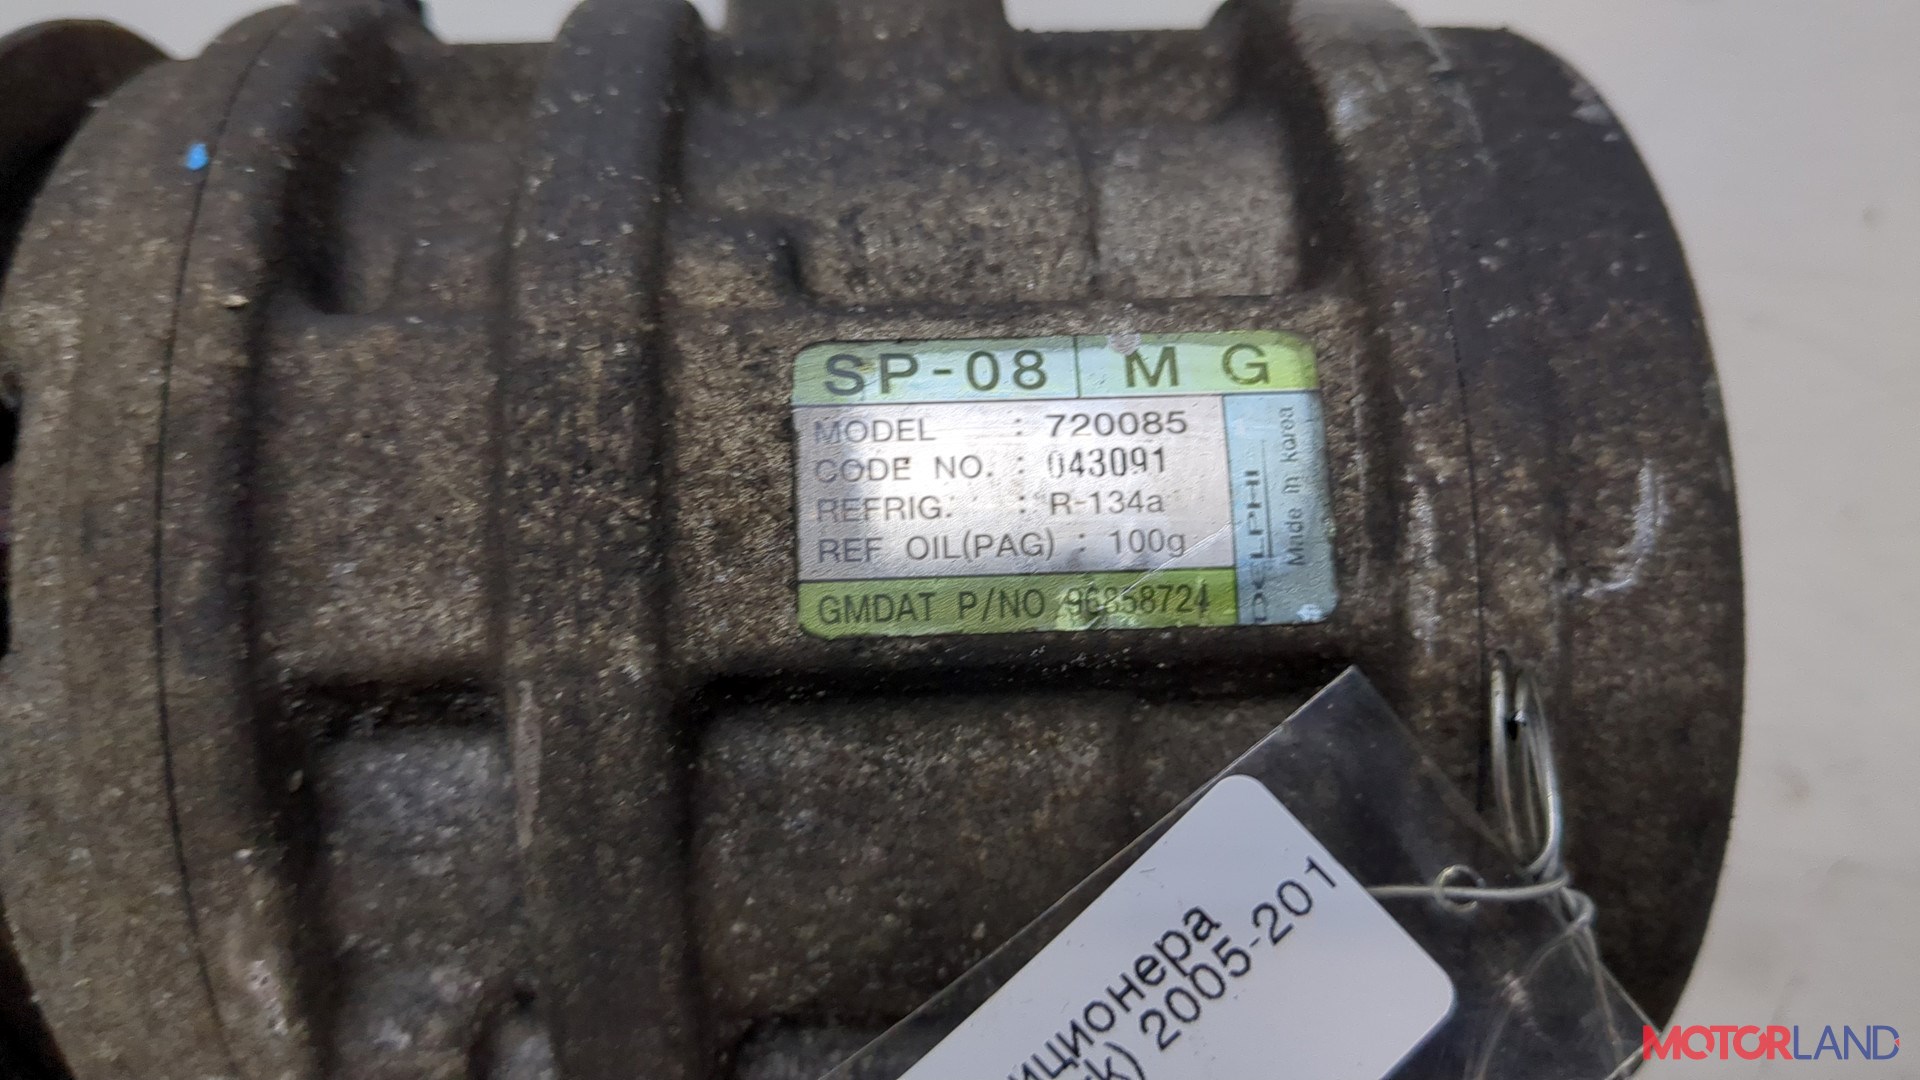 SP-08 M G
MODEL : 720085
CODE NO. : 043091
REFRIG. : R-134a
REF OIL(PAG) : 100g
GMDAT P/NO 96858724
DELPHI
Made in korea
2005-201
MOTORLAND